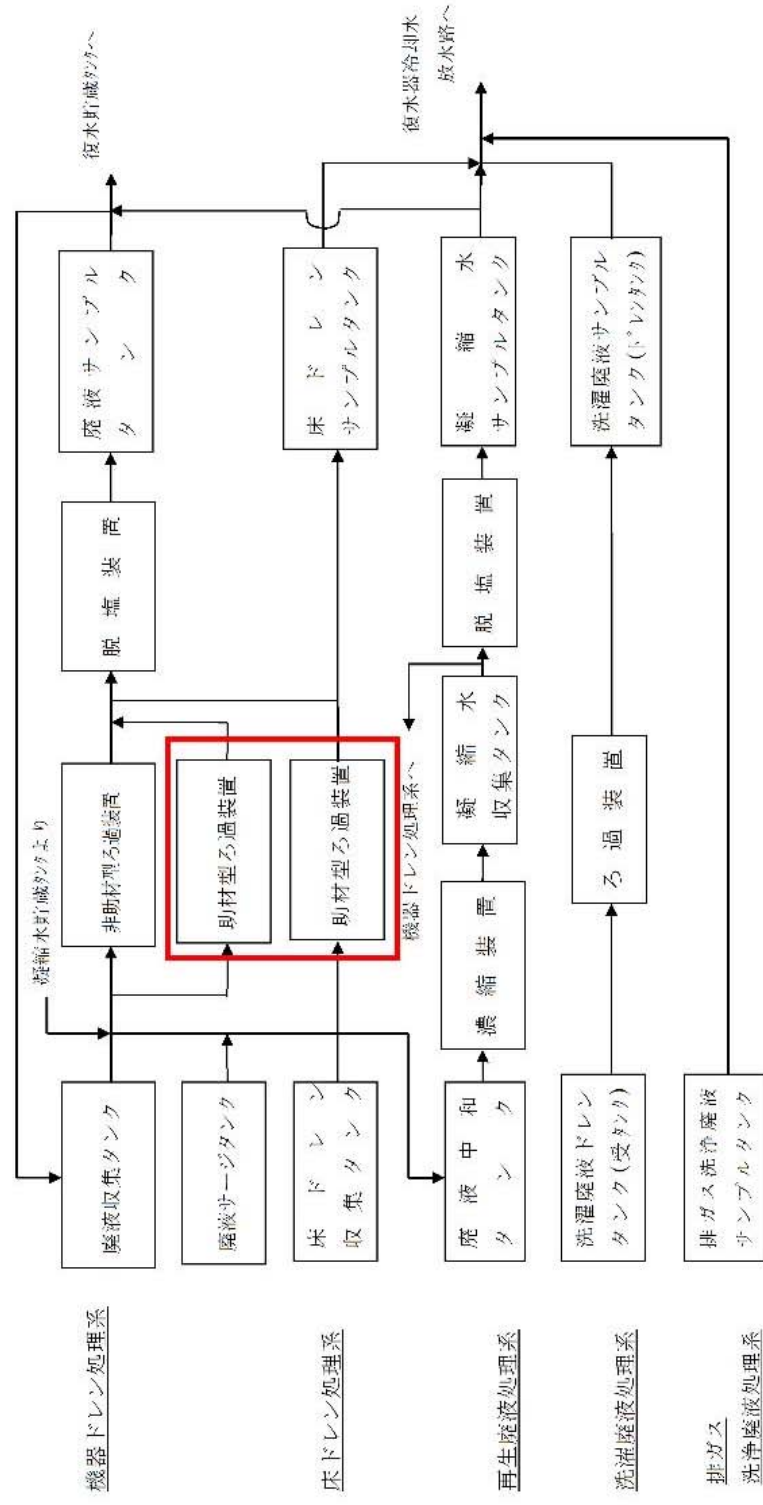 機器ドレン処理系
廃液収集タンク
凝縮水貯蔵タンクより
非助材型ろ過装置
脱塩装置
廃液サンプル
タンク
復水貯蔵タンクへ
廃液サージタンク
助材型ろ過装置
床ドレン処理系
床ドレン
収集タンク
助材型ろ過装置
床ドレン
サンプルタンク
機器ドレン処理系へ
再生廃液処理系
廃液中和
タンク
濃縮装置
凝縮水
収集タンク
脱塩装置
凝縮水
サンプルタンク
復水器冷却水
放水路へ
洗濯廃液処理系
洗濯廃液ドレン
タンク(受タンク)
ろ過装置
洗濯廃液サンプル
タンク(ドレンタンク)
排ガス
洗浄廃液処理系
排ガス洗浄廃液
サンプルタンク